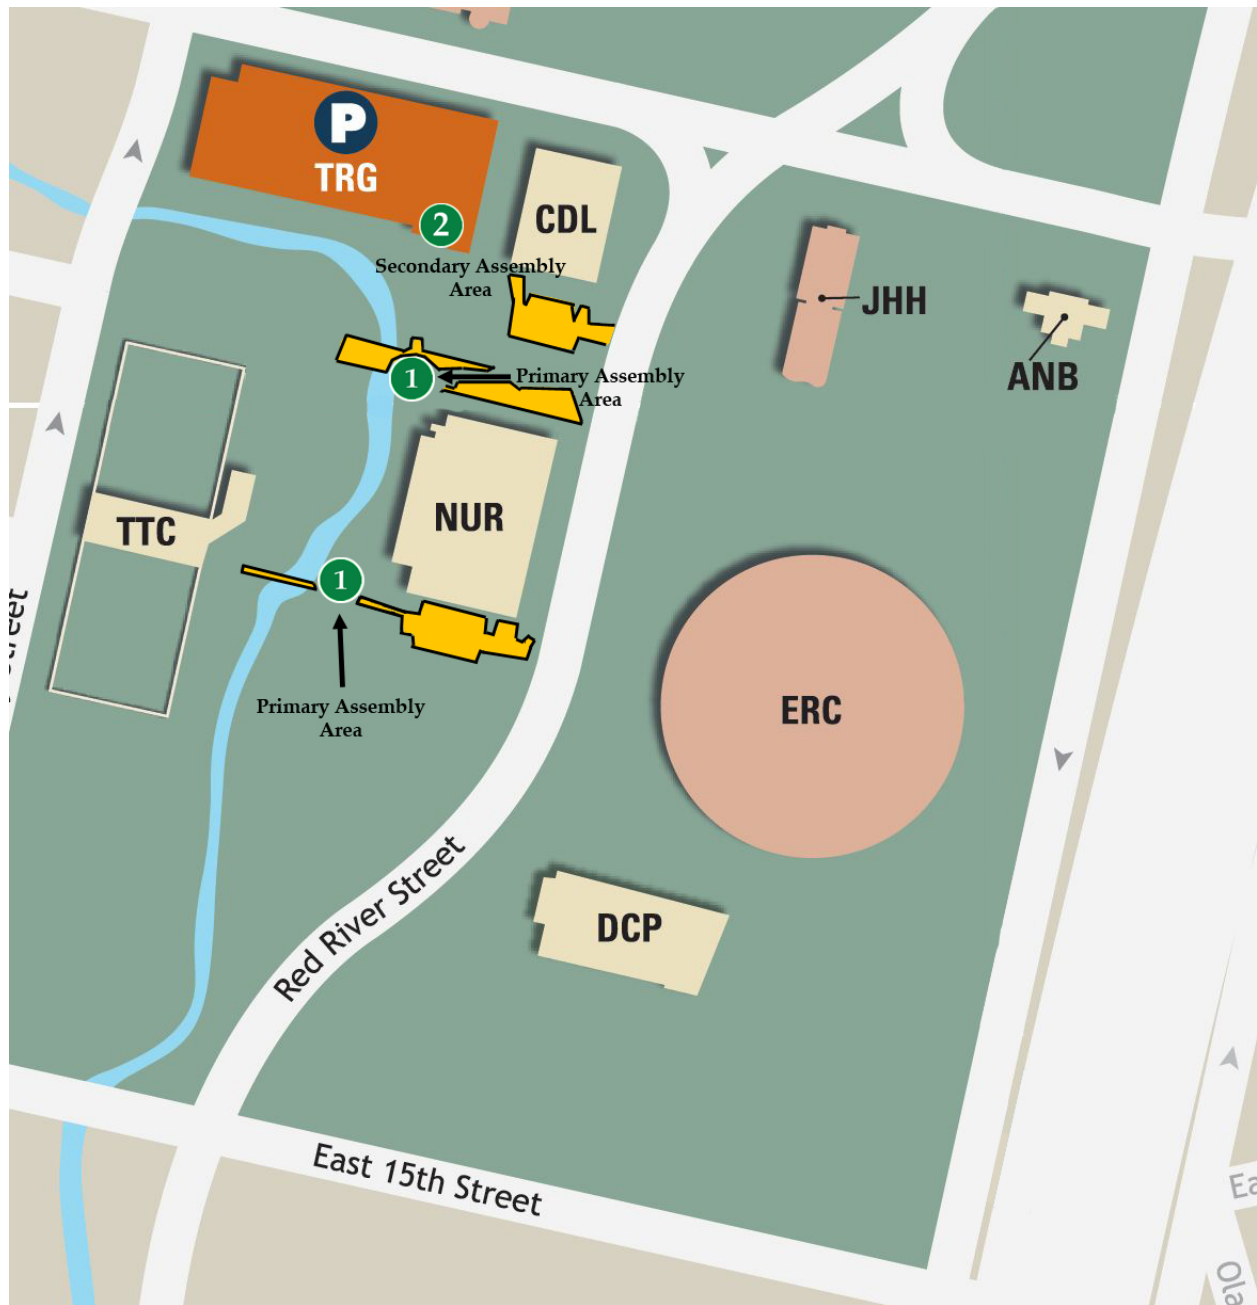 P
TRG
2
CDL
Secondary Assembly
Area
JHH
ANB
1
Primary Assembly
Area
NUR
TTC
1
Primary Assembly
Area
ERC
DCP
Red River Street
East 15th Street